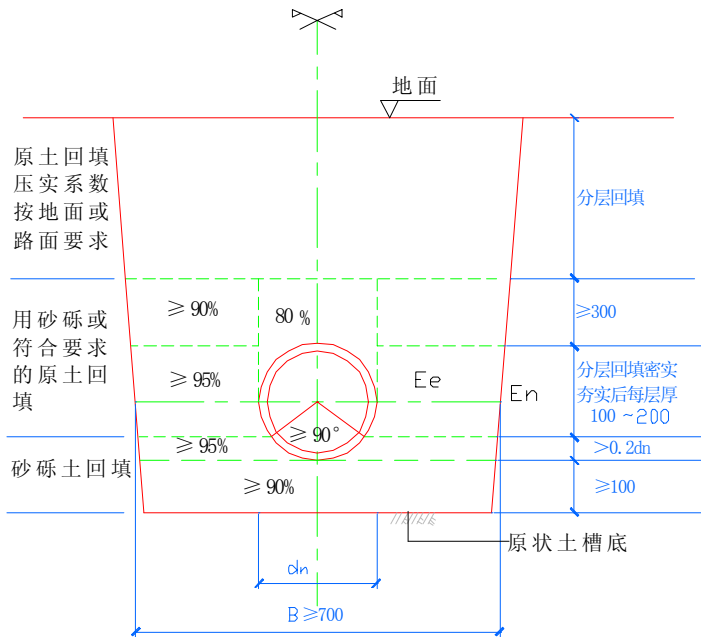 地面
原土回填
压实系数
按地面或
路面要求
分层回填
≥90%
80 %
≥300
用砂砾或
符合要求
的原土回
填
≥95%
Ee
En
分层回填密实
夯实后每层厚
100 ~200
≥90°
≥95%
>0.2dn
砂砾土回填
≥90%
≥100
原状土槽底
dn
B≥700